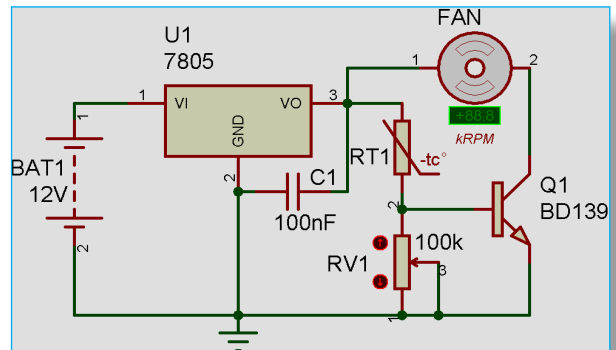 FAN
U1
7805
1
2
1
VI
VO
3
GND
+88.8
kRPM
1
BAT1
12V
2
C1
100nF
RT1
-tc°
2
Q1
BD139
2
100k
RV1
3
1